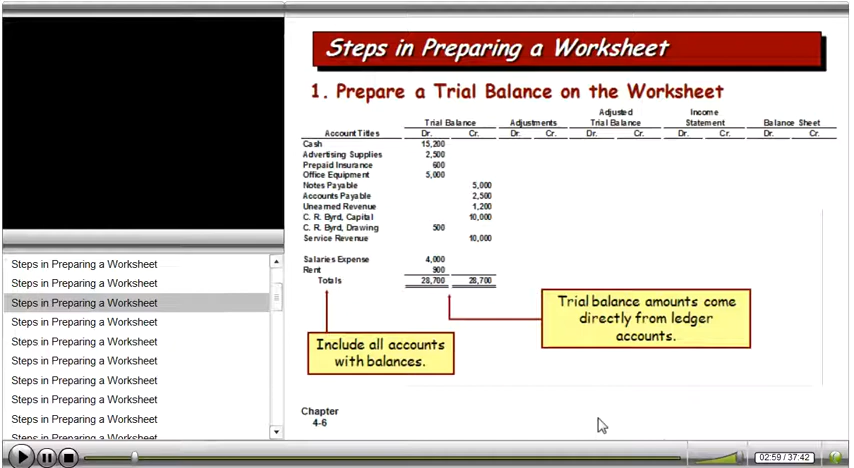 Steps in Preparing a Worksheet
1. Prepare a Trial Balance on the Worksheet
Adjusted Income
Trial Balance Adjustments Trial Balance Statement Balance Sheet
Account Titles Dr. Cr. Dr. Cr. Dr. Cr. Dr. Cr. Dr. Cr.
Cash 15,200
Advertising Supplies 2,500
Prepaid Insurance 600
Office Equipment 5,000
Notes Payable 5,000
Accounts Payable 2,500
Unearned Revenue 1,200
C. R. Byrd, Capital 10,000
C. R. Byrd, Drawing 500
Service Revenue 10,000
Salaries Expense 4,000
Rent 900
Totals 28,700 28,700
Include all accounts
with balances.
Trial balance amounts come
directly from ledger
accounts.
Chapter
4-6
Steps in Preparing a Worksheet
Steps in Preparing a Worksheet
Steps in Preparing a Worksheet
Steps in Preparing a Worksheet
Steps in Preparing a Worksheet
Steps in Preparing a Worksheet
Steps in Preparing a Worksheet
Steps in Preparing a Worksheet
Steps in Preparing a Worksheet
Steps in Preparing a Worksheet
02:59 / 37:42